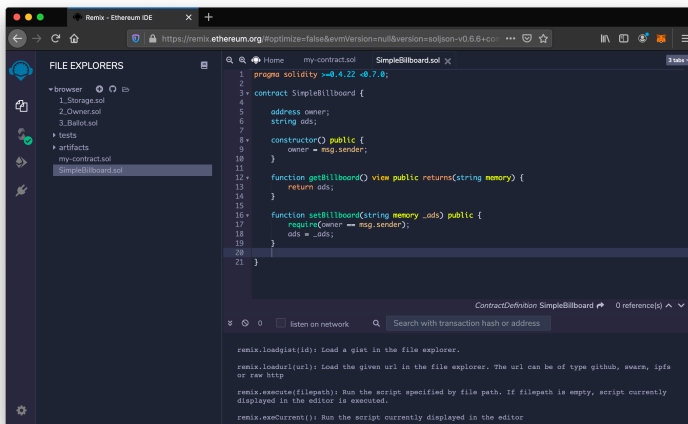 Remix - Ethereum IDE
https://remix.ethereum.org/#optimize=false&evmVersion=null&version=soljson-v0.6.6+cor
FILE EXPLORERS
browser
1_Storage.sol
2_Owner.sol
3_Ballot.sol
tests
artifacts
my-contract.sol
SimpleBillboard.sol
Home my-contract.sol SimpleBillboard.sol 3 tabs
1 pragma solidity >=0.4.22 <0.7.0;
2
3 contract SimpleBillboard {
4
5 address owner;
6 string ads;
7
8 constructor() public {
9 owner = msg.sender;
10 }
11
12 function getBillboard() view public returns(string memory) {
13 return ads;
14 }
15
16 function setBillboard(string memory _ads) public {
17 require(owner == msg.sender);
18 ads = _ads;
19 }
20
21 }
ContractDefinition SimpleBillboard 0 reference(s)
0 listen on network Search with transaction hash or address
remix.loadgist(id): Load a gist in the file explorer.
remix.loadurl(url): Load the given url in the file explorer. The url can be of type github, swarm, ipfs
or raw http
remix.execute(filepath): Run the script specified by file path. If filepath is empty, script currently
displayed in the editor is executed.
remix.exeCurrent(): Run the script currently displayed in the editor